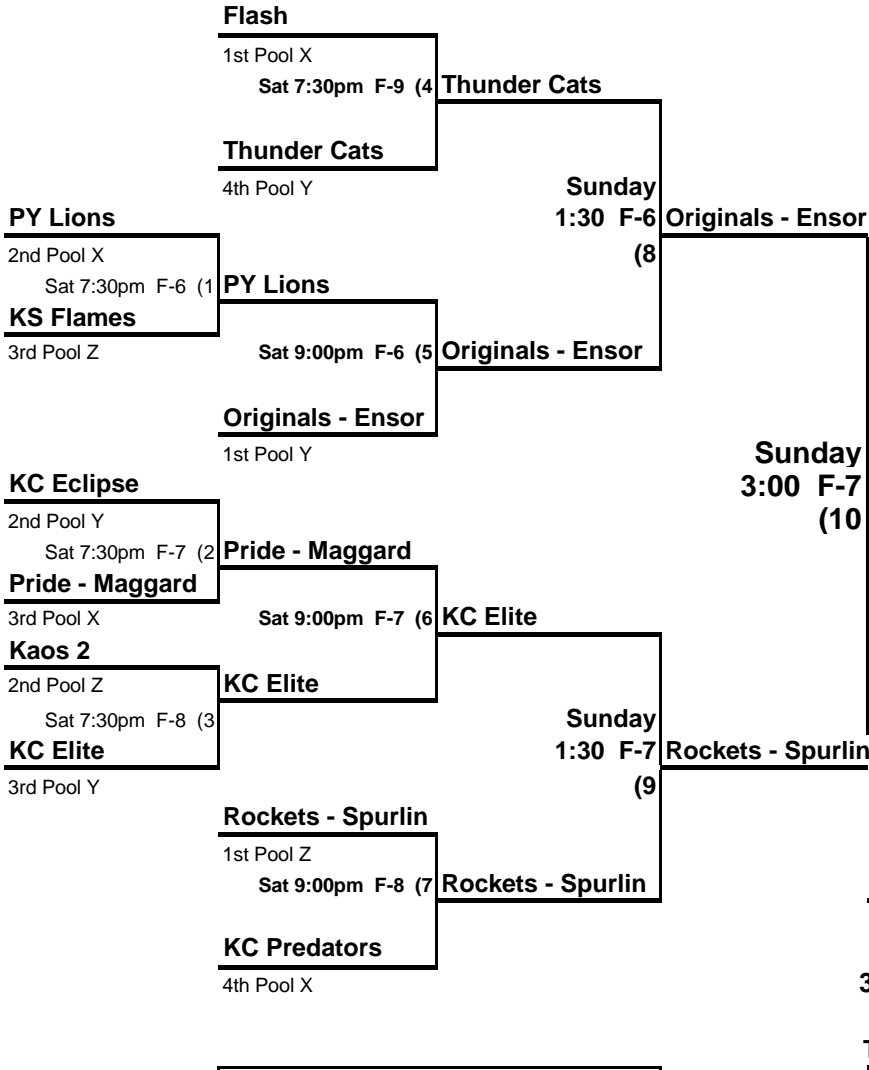 Flash
1st Pool X
Sat 7:30pm F-9 (4 Thunder Cats
Thunder Cats
4th Pool Y
Sunday
PY Lions
1:30 F-6 Originals - Ensor
2nd Pool X
(8
Sat 7:30pm F-6 (1 PY Lions
KS Flames
3rd Pool Z
Sat 9:00pm F-6 (5 Originals - Ensor
Originals - Ensor
1st Pool Y
Sunday
KC Eclipse
3:00 F-7
2nd Pool Y
(10
Sat 7:30pm F-7 (2 Pride - Maggard
Pride - Maggard
3rd Pool X
Sat 9:00pm F-7 (6 KC Elite
Kaos 2
2nd Pool Z
KC Elite
Sat 7:30pm F-8 (3
Sunday
KC Elite
1:30 F-7 Rockets - Spurlin
3rd Pool Y
(9
Rockets - Spurlin
1st Pool Z
Sat 9:00pm F-8 (7 Rockets - Spurlin
KC Predators
4th Pool X